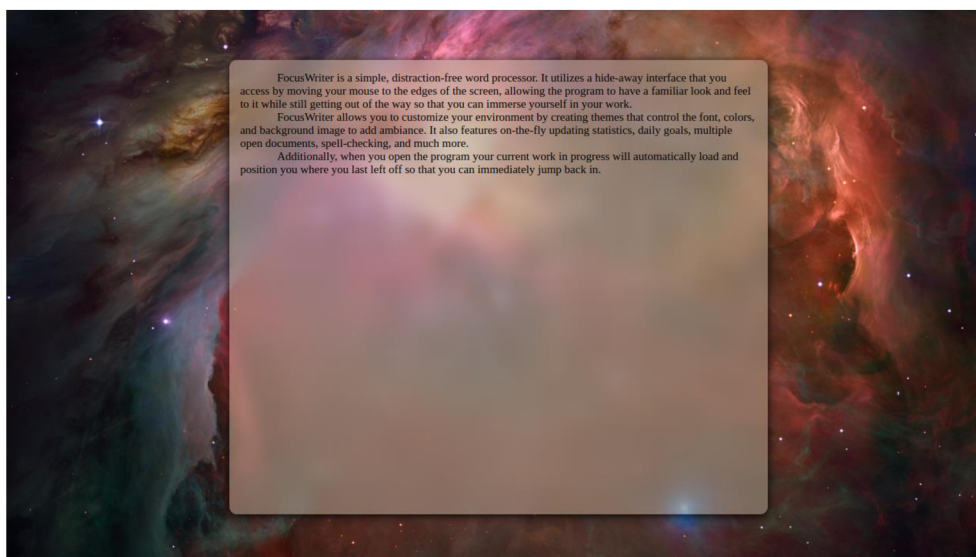 FocusWriter is a simple, distraction-free word processor. It utilizes a hide-away interface that you
access by moving your mouse to the edges of the screen, allowing the program to have a familiar look and feel
to it while still getting out of the way so that you can immerse yourself in your work.
FocusWriter allows you to customize your environment by creating themes that control the font, colors,
and background image to add ambiance. It also features on-the-fly updating statistics, daily goals, multiple
open documents, spell-checking, and much more.
Additionally, when you open the program your current work in progress will automatically load and
position you where you last left off so that you can immediately jump back in.